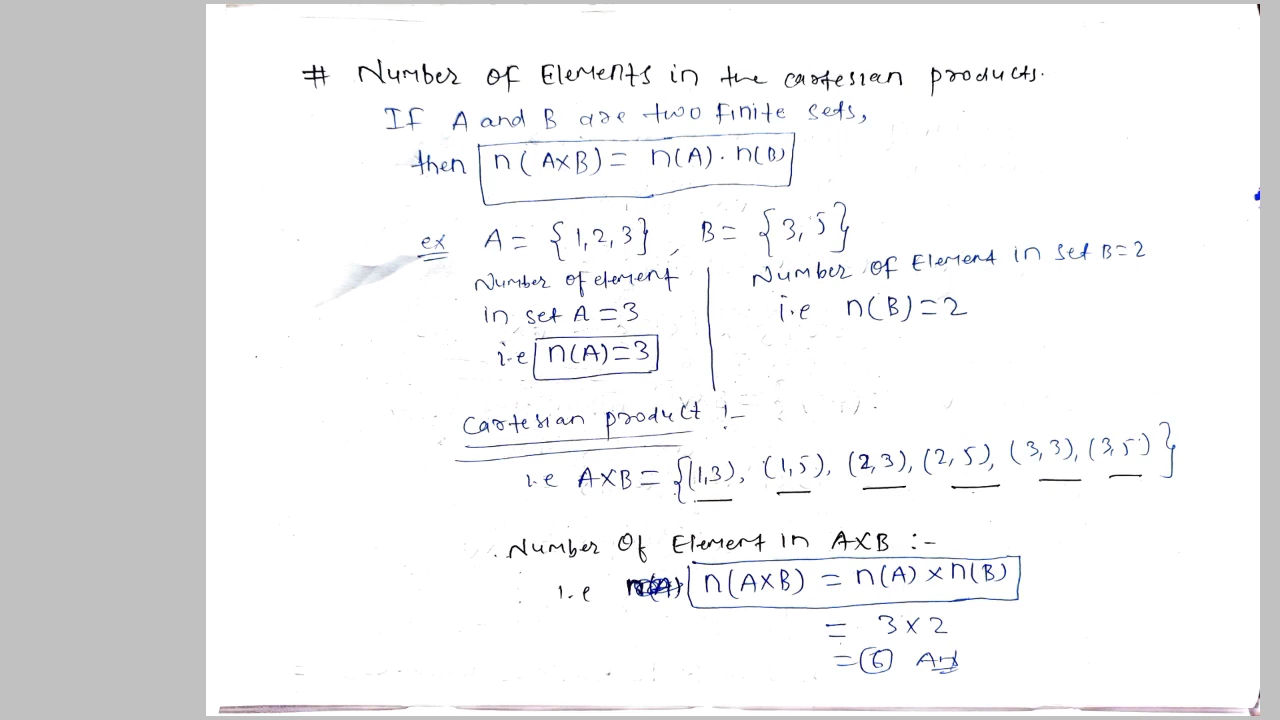 # Number of Elements in the cartesian products.
If A and B are two finite sets,
then n(A×B) = n(A). n(B)
ex A = {1,2,3}, B = {3,5}
Number of element
in set A = 3
i.e n(A)=3
Number of Element in set B=2
i.e n(B)=2
Cartesian product :-
i.e A×B = {(1,3), (1,5), (2,3), (2,5), (3,3), (3,5)}
Number Of Element in A×B :-
i.e n(A×B) = n(A) × n(B)
= 3 × 2
= 6 Ans